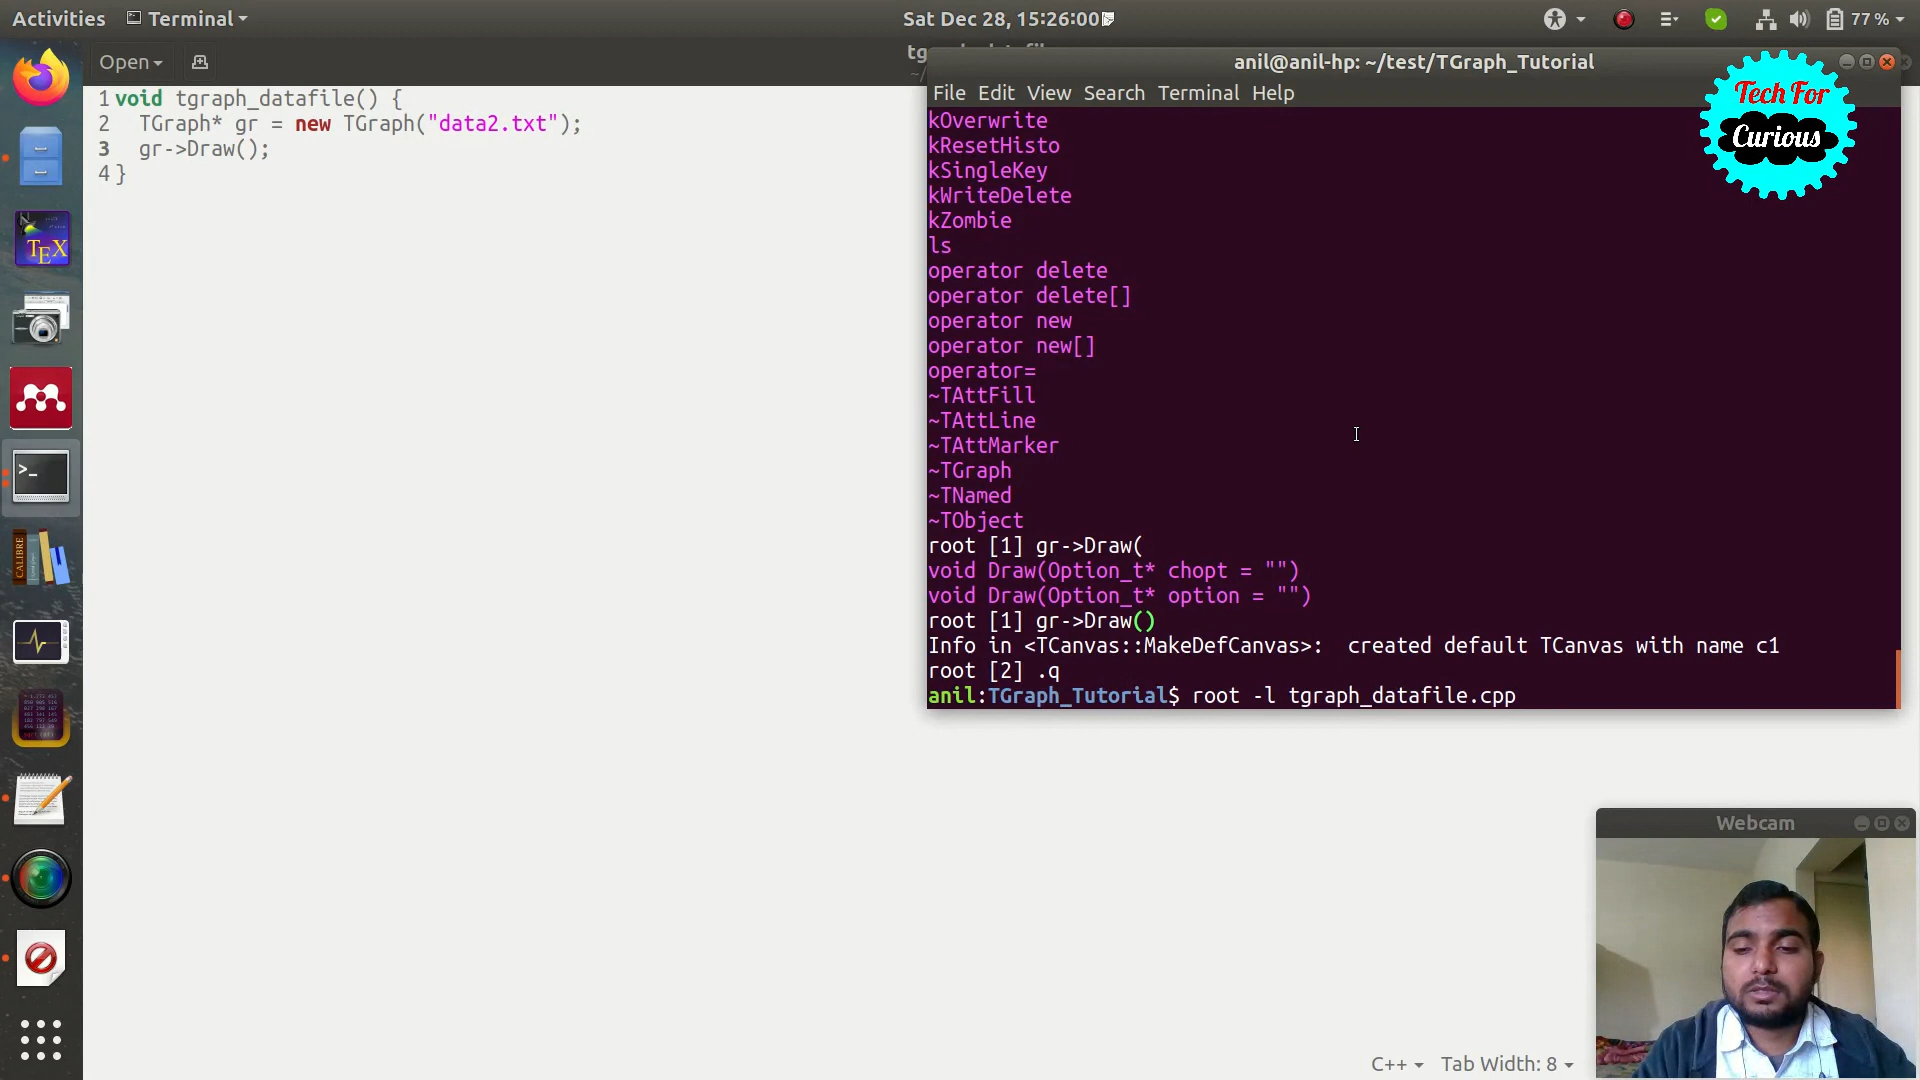 Activities
Terminal
Sat Dec 28, 15:26:00
77 %
Open
1 void tgraph_datafile() {
2 TGraph* gr = new TGraph("data2.txt");
3 gr->Draw();
4 }
anil@anil-hp: ~/test/TGraph_Tutorial
File Edit View Search Terminal Help
Tech For
Curious
kOverwrite
kResetHisto
kSingleKey
kWriteDelete
kZombie
ls
operator delete
operator delete[]
operator new
operator new[]
operator=
~TAttFill
~TAttLine
~TAttMarker
~TGraph
~TNamed
~TObject
root [1] gr->Draw(
void Draw(Option_t* chopt = "")
void Draw(Option_t* option = "")
root [1] gr->Draw()
Info in <TCanvas::MakeDefCanvas>:  created default TCanvas with name c1
root [2] .q
anil:TGraph_Tutorial$ root -l tgraph_datafile.cpp
TEX
CALIBRE
>_
Webcam
C++
Tab Width: 8